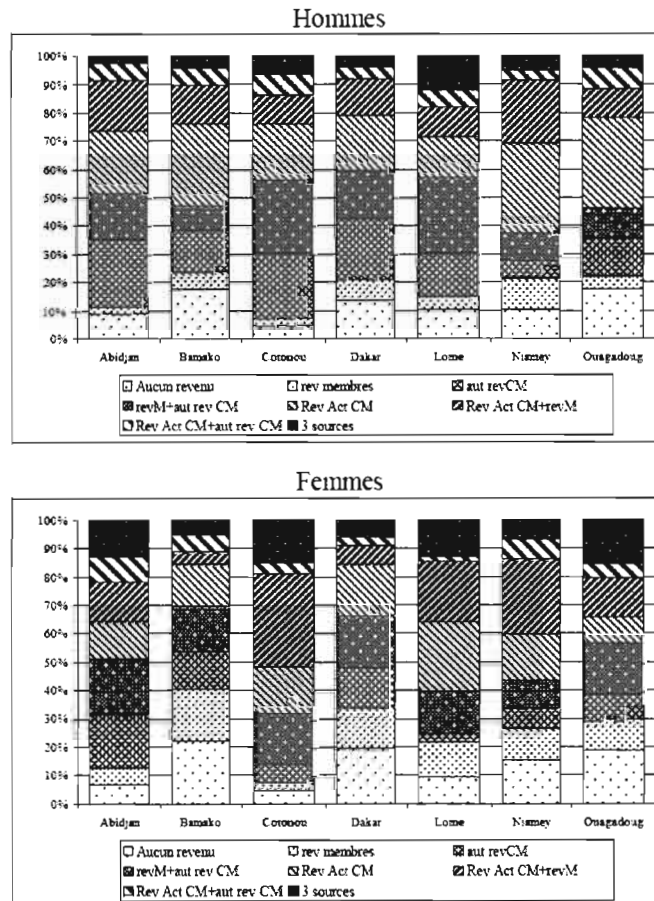 Hommes
100%
90%
80%
70%
60%
50%
40%
30%
20%
10%
0%
Abidjan Bamako Cotonou Dakar Lome Niamey Ouagadoug
Aucun revenu rev membres aut revCM
revM+aut rev CM Rev Act CM Rev Act CM+revM
Rev Act CM+aut rev CM 3 sources
Femmes
100%
90%
80%
70%
60%
50%
40%
30%
20%
10%
0%
Abidjan Bamako Cotonou Dakar Lome Niamey Ouagadoug
Aucun revenu rev membres aut revCM
revM+aut rev CM Rev Act CM Rev Act CM+revM
Rev Act CM+aut rev CM 3 sources